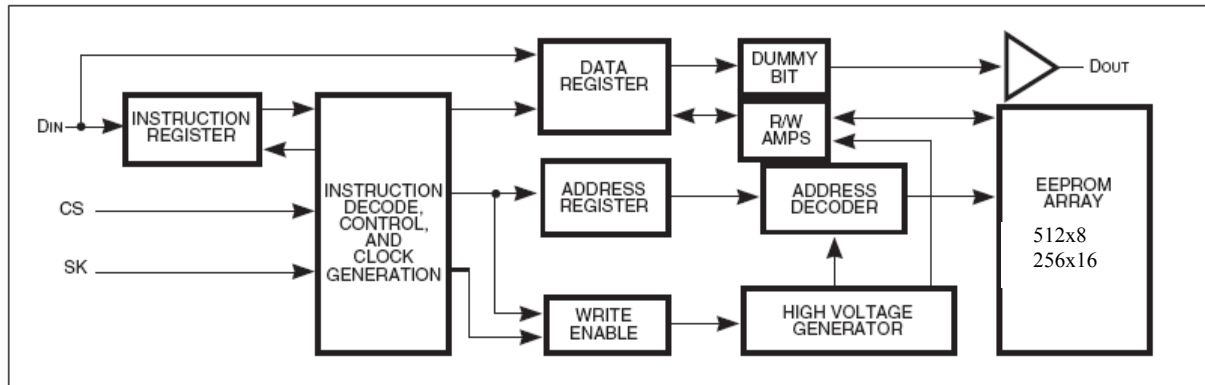 DATA
REGISTER
DUMMY
BIT
DOUT
DIN
INSTRUCTION
REGISTER
R/W
AMPS
CS
SK
INSTRUCTION
DECODE,
CONTROL,
AND
CLOCK
GENERATION
ADDRESS
REGISTER
ADDRESS
DECODER
EEPROM
ARRAY
512x8
256x16
WRITE
ENABLE
HIGH VOLTAGE
GENERATOR